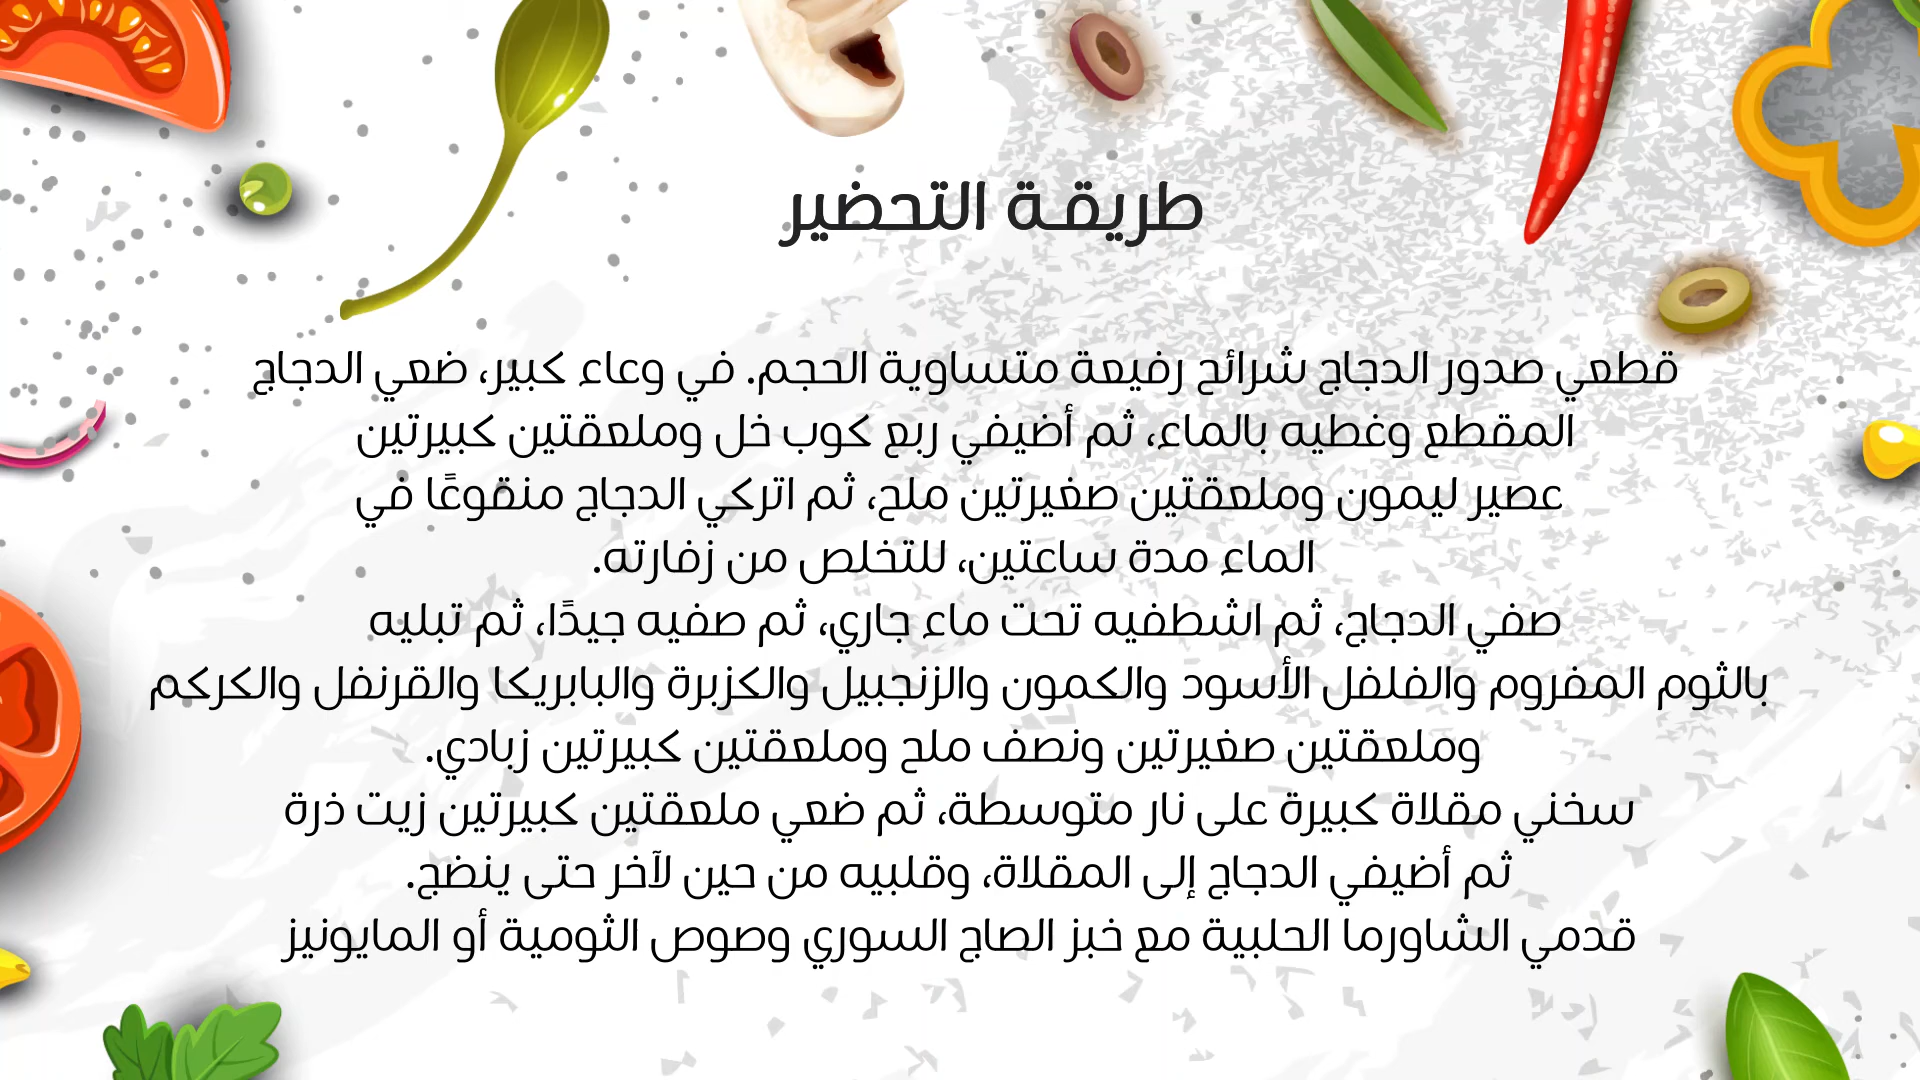 طريقة التحضير
قطعي صدور الدجاج شرائح رفيعة متساوية الحجم. في وعاء كبير، ضعي الدجاج
المقطع وغطيه بالماء، ثم أضيفي ربع كوب خل وملعقتين كبيرتين
عصير ليمون وملعقتين صغيرتين ملح، ثم اتركي الدجاج منقوعًا في
الماء مدة ساعتين، للتخلص من زفارته.
صفي الدجاج، ثم اشطفيه تحت ماء جاري، ثم صفيه جيدًا، ثم تبليه
بالثوم المفروم والفلفل الأسود والكمون والزنجبيل والكزبرة والبابريكا والقرنفل والكركم
وملعقتين صغيرتين ونصف ملح وملعقتين كبيرتين زبادي.
سخني مقلاة كبيرة على نار متوسطة، ثم ضعي ملعقتين كبيرتين زيت ذرة
ثم أضيفي الدجاج إلى المقلاة، وقلبيه من حين لآخر حتى ينضج.
قدمي الشاورما الحلبية مع خبز الصاج السوري وصوص الثومية أو المايونيز